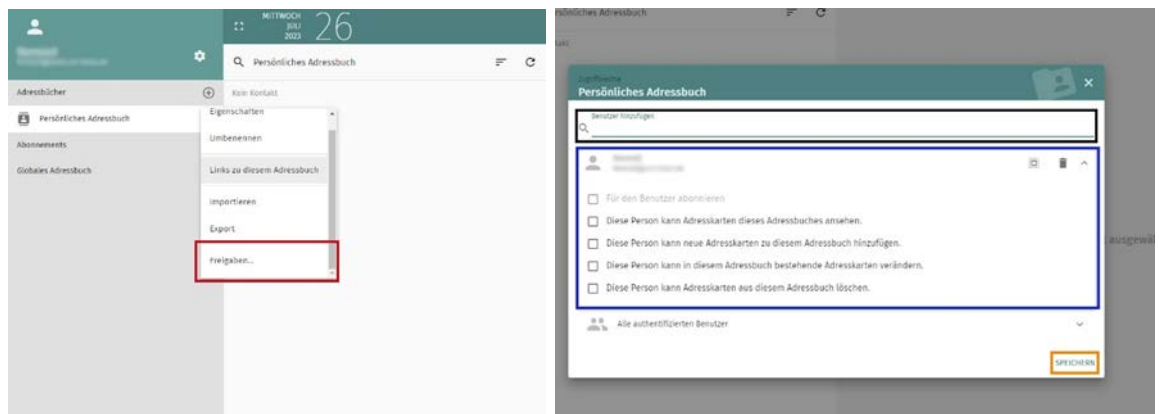 MITTWOCH
JULI
2023
26
Persönliches Adressbuch
Adressbücher
Kein Kontakt
Persönliches Adressbuch
Abonnements
Globales Adressbuch
Eigenschaften
Umbenennen
Links zu diesem Adressbuch
Importieren
Export
Freigaben...
rsönliches Adressbuch
takt
Zugriffsrechte
Persönliches Adressbuch
Benutzer hinzufügen
Für den Benutzer abonnieren
Diese Person kann Adresskarten dieses Adressbuches ansehen.
Diese Person kann neue Adresskarten zu diesem Adressbuch hinzufügen.
Diese Person kann in diesem Adressbuch bestehende Adresskarten verändern.
Diese Person kann Adresskarten aus diesem Adressbuch löschen.
Alle authentifizierten Benutzer
SPEICHERN
ausgewäl